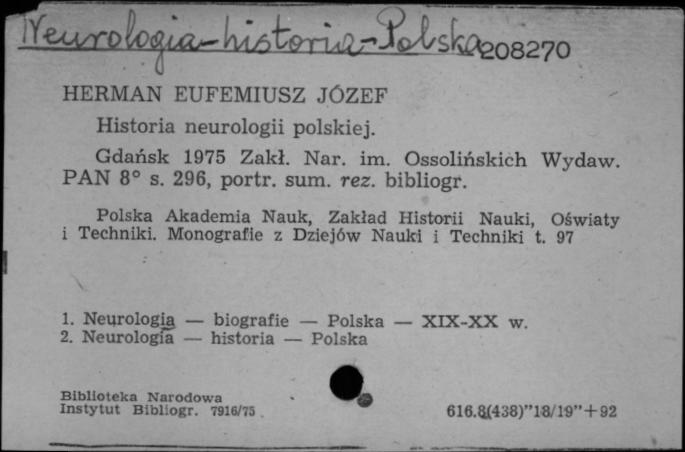 Neurologia-historia-Polska 208270
HERMAN EUFEMIUSZ JÓZEF
Historia neurologii polskiej.
Gdańsk 1975 Zakł. Nar. im. Ossolińskich Wydaw.
PAN 8° s. 296, portr. sum. rez. bibliogr.
Polska Akademia Nauk, Zakład Historii Nauki, Oświaty
i Techniki. Monografie z Dziejów Nauki i Techniki t. 97
1. Neurologia — biografie — Polska — XIX-XX w.
2. Neurologia — historia — Polska
Biblioteka Narodowa
Instytut Bibliogr. 7916/75
616.8(438)"18/19"+92